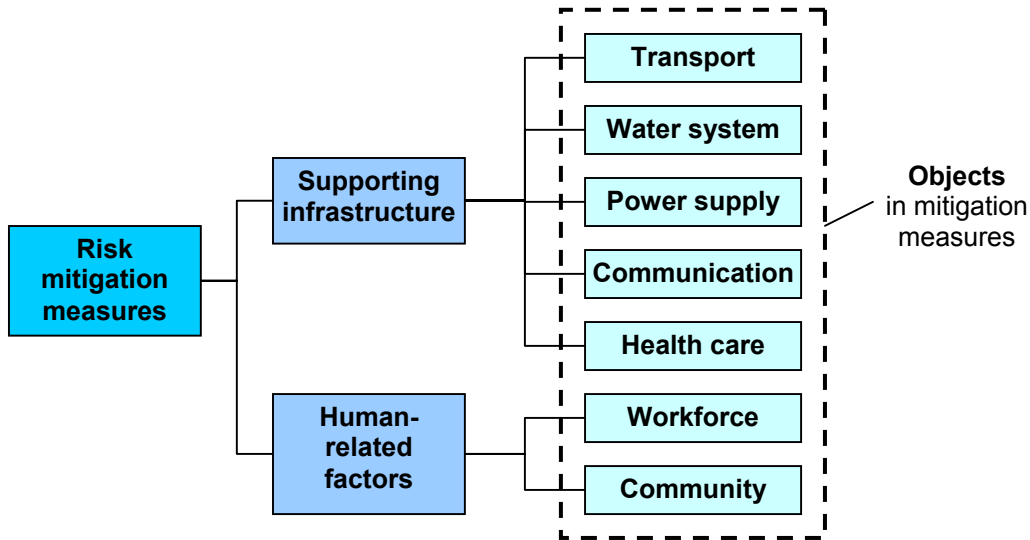 Risk
mitigation
measures
Supporting
infrastructure
Human-
related
factors
Transport
Water system
Power supply
Communication
Health care
Workforce
Community
Objects
in mitigation
measures